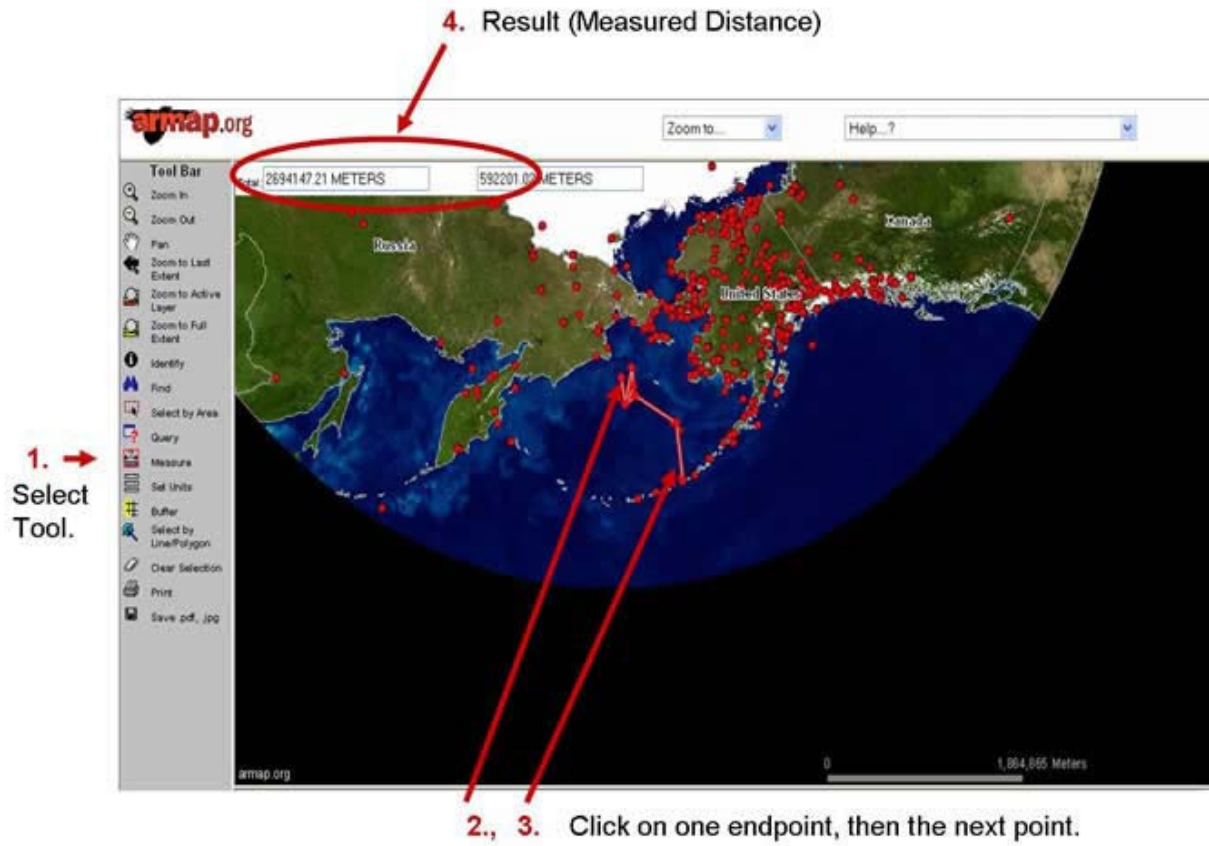 4. Result (Measured Distance)
armap.org
Zoom to...
Help...?
Tool Bar
Total: 2694147.21 METERS
592201.02 METERS
Zoom In
Zoom Out
Pan
Zoom to Last
Extent
Zoom to Active
Layer
Zoom to Full
Extent
Identify
Find
Select by Area
Query
Measure
Set Units
Buffer
Select by
Line/Polygon
Clear Selection
Print
Save .pdf, .jpg
Russia
Canada
United States
1. 
Select
Tool.
armap.org
0
1,864,865 Meters
2., 3. Click on one endpoint, then the next point.